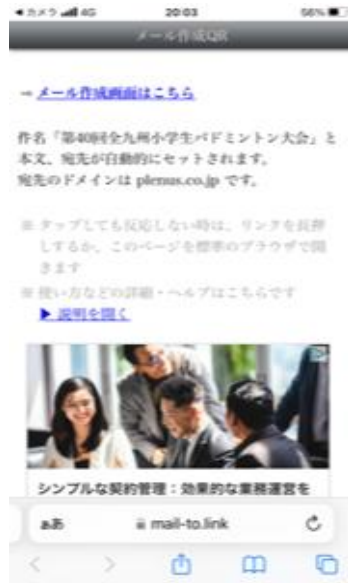 ◀カメラ 4G 20:03 56%
メール作成QR
⇒ メール作成画面はこちら
件名「第40回全九州小学生バドミントン大会」と
本文、宛先が自動的にセットされます。
宛先のドメインは plenus.co.jp です。
※ タップしても反応しない時は、リンクを長押
しするか、このページを標準のブラウザで開
きます
※ 使い方などの詳細・ヘルプはこちらです
▶ 説明を開く
シンプルな契約管理:効果的な業務運営を
ぁあ mail-to.link